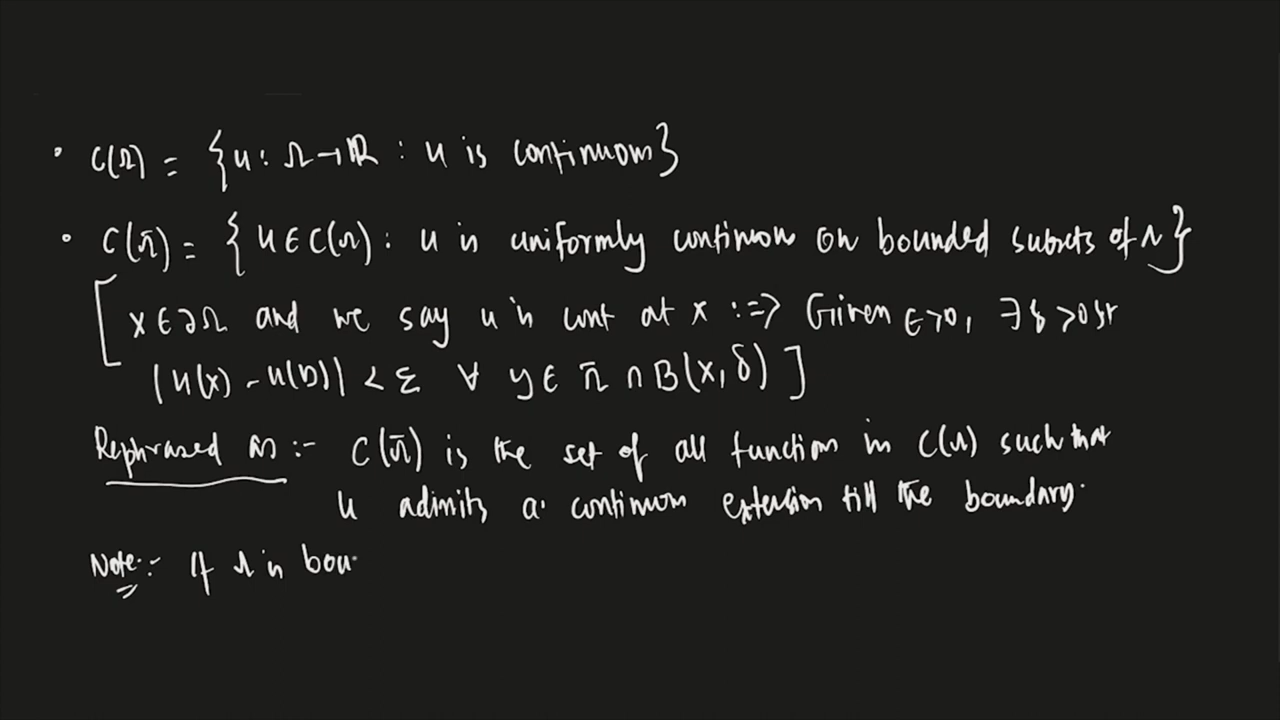 • C(Ω) = {u : Ω → ℝ : u is continuous}
• C(Ω̄) = {u ∈ C(Ω) : u is uniformly continuous on bounded subsets of Ω}
[x ∈ ∂Ω and we say u is cont at x :=> Given ϵ>0, ∃ δ >0 st
|u(x) - u(y)| < ε ∀ y ∈ Ω̄ ∩ B(x, δ)]
Rephrased as :- C(Ω̄) is the set of all function in C(Ω) such that
u admits a continuous extension till the boundary.
Note :- If Ω is bou